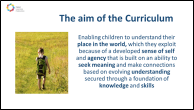 The aim of the Curriculum
Enabling children to understand their
place in the world, which they exploit
because of a developed sense of self
and agency that is built on an ability to
seek meaning and make connections
based on evolving understanding
secured through a foundation of
knowledge and skills